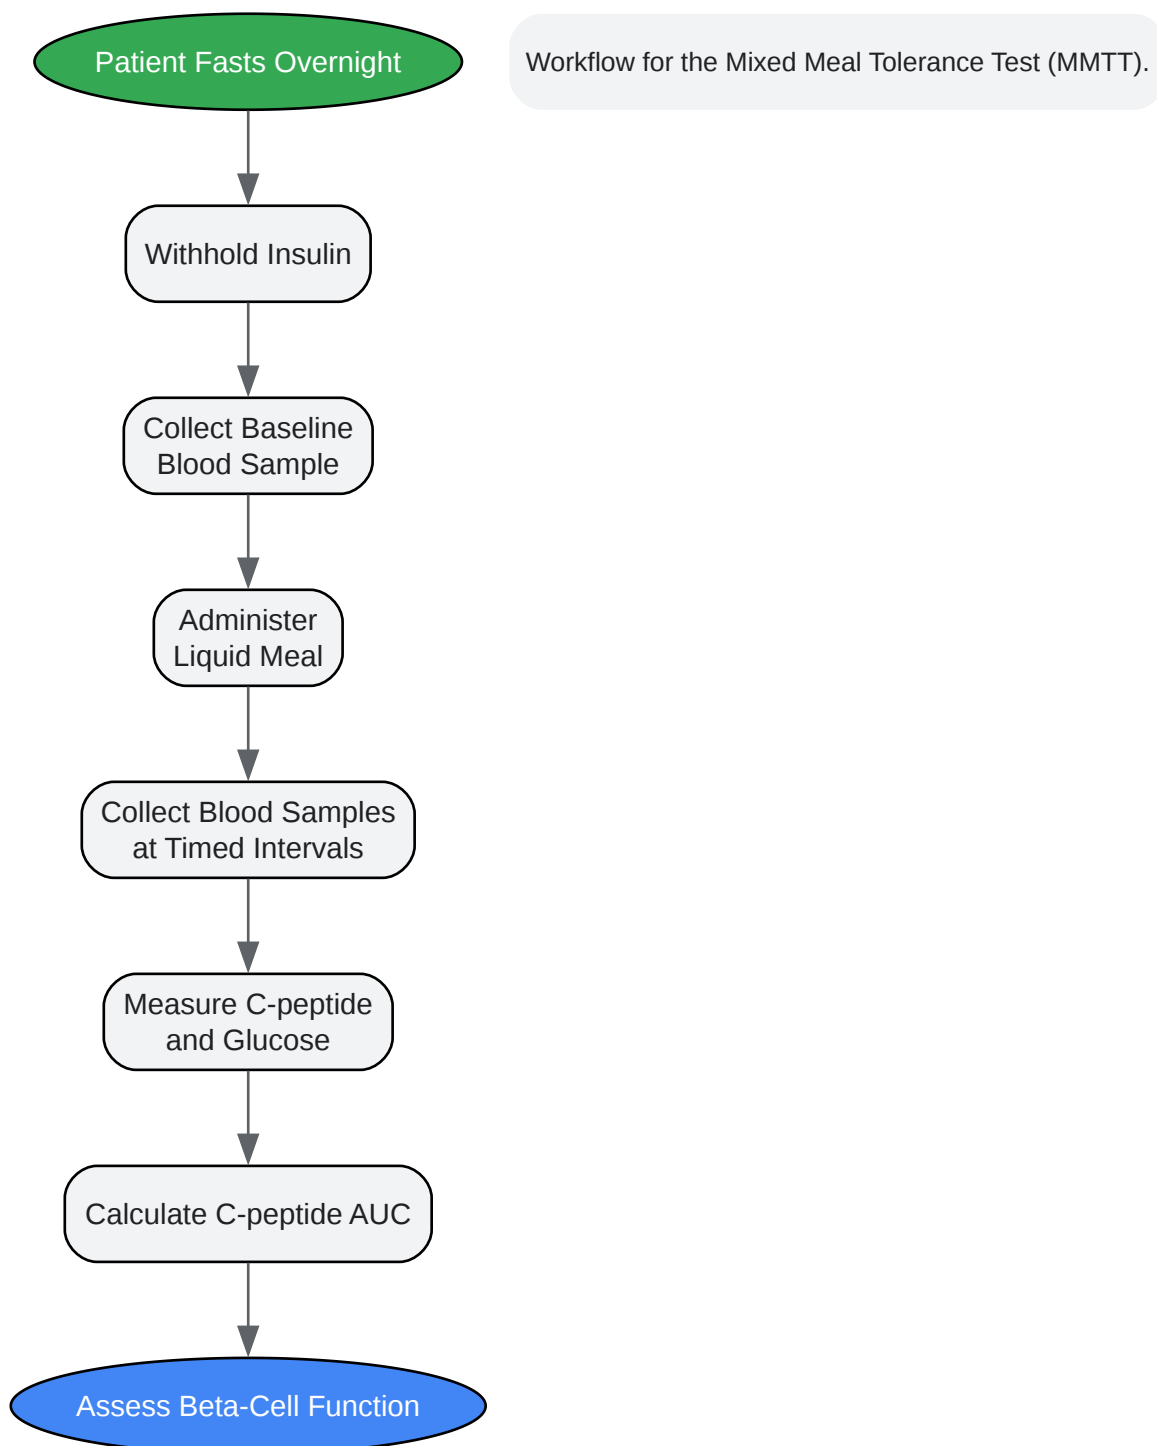 Patient Fasts Overnight
Workflow for the Mixed Meal Tolerance Test (MMTT).
Withhold Insulin
Collect Baseline
Blood Sample
Administer
Liquid Meal
Collect Blood Samples
at Timed Intervals
Measure C-peptide
and Glucose
Calculate C-peptide AUC
Assess Beta-Cell Function